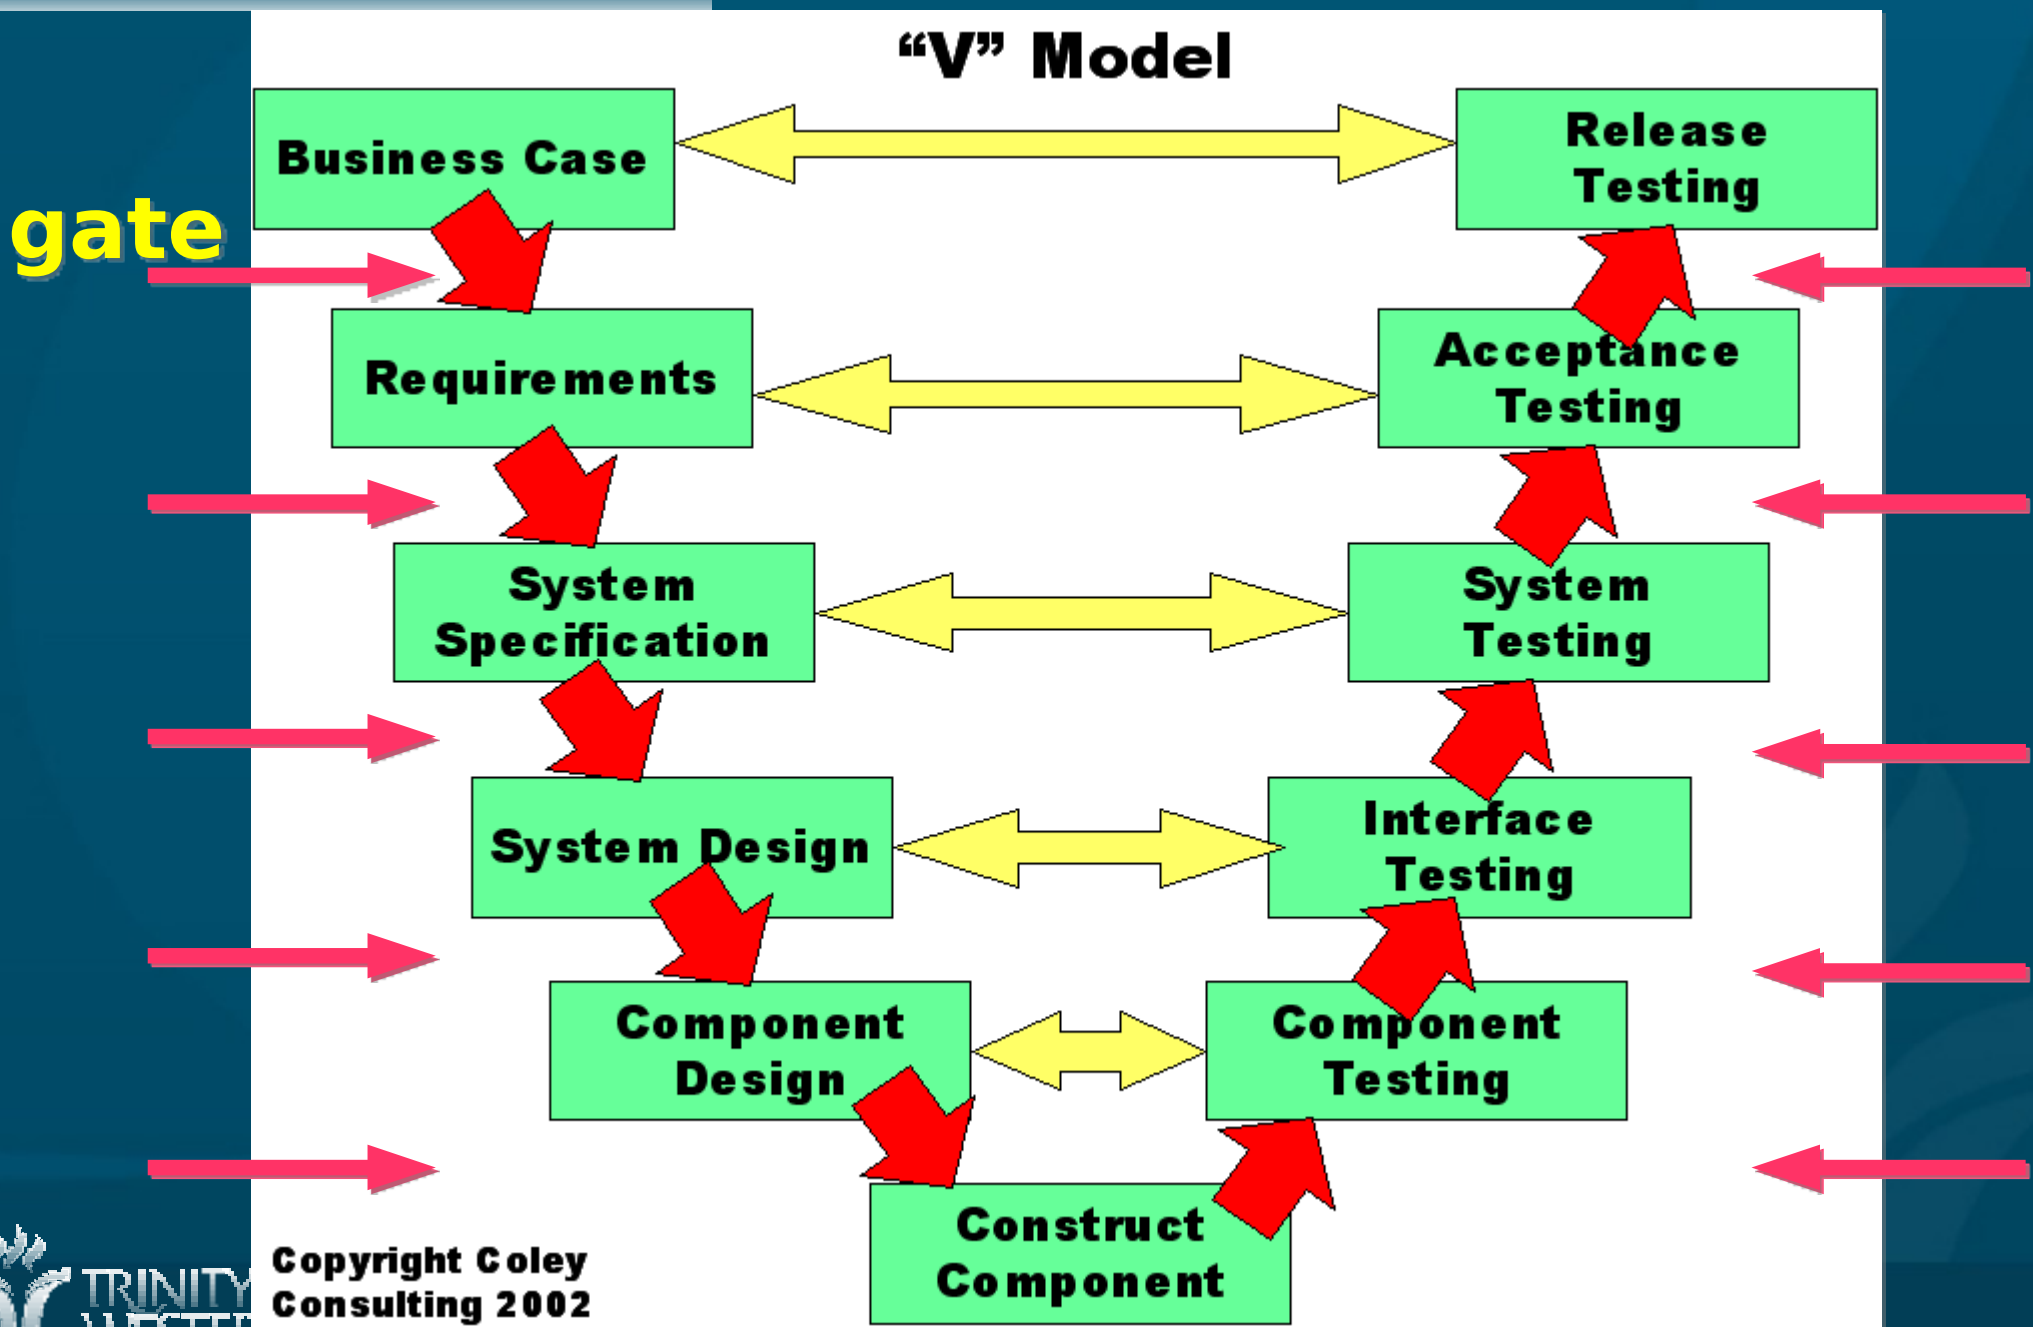 “V” Model
Business Case
Release
Testing
gate
Requirements
Acceptance
Testing
System
Specification
System
Testing
System Design
Interface
Testing
Component
Design
Component
Testing
Construct
Component
Copyright Coley
Consulting 2002
TRINITY